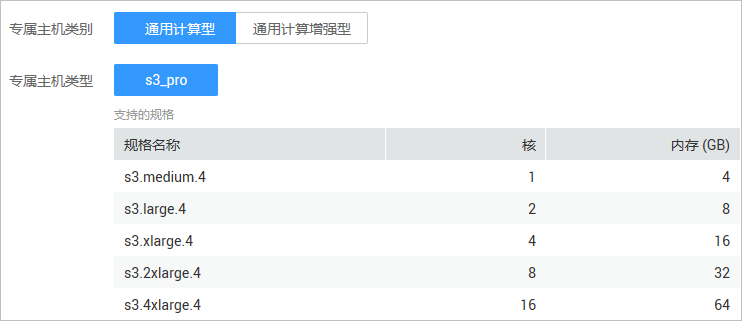 专属主机类别 通用计算型 通用计算增强型
专属主机类型 s3_pro
支持的规格
规格名称 核 内存 (GB)
s3.medium.4 1 4
s3.large.4 2 8
s3.xlarge.4 4 16
s3.2xlarge.4 8 32
s3.4xlarge.4 16 64